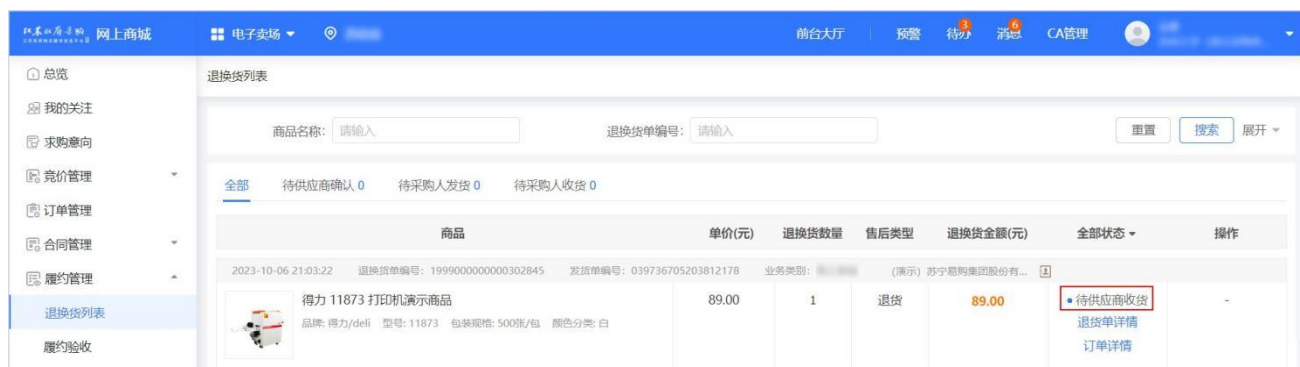 网上商城 电子卖场 前台大厅 预警 待办 3 消息 6 CA管理
总览
我的关注
求购意向
竞价管理
订单管理
合同管理
履约管理
退换货列表
履约验收
退换货列表
商品名称: 请输入 退换货单编号: 请输入 重置 搜索 展开
全部 待供应商确认 0 待采购人发货 0 待采购人收货 0
商品 单价(元) 退换货数量 售后类型 退换货金额(元) 全部状态 操作
2023-10-06 21:03:22 退换货单编号: 1999000000000302845 发货单编号: 039736705203812178 业务类别: (演示) 苏宁易购集团股份有...
得力 11873 打印机演示商品 89.00 1 退货 89.00 待供应商收货 -
品牌: 得力/deli 型号: 11873 包装规格: 500张/包 颜色分类: 白
退货单详情
订单详情